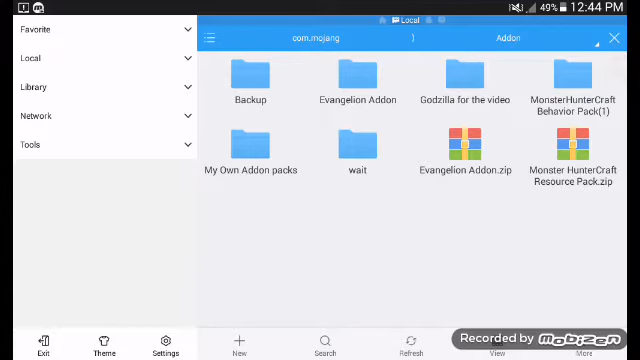 49% 12:44 PM
Favorite
Local
Library
Network
Tools
Exit
Theme
Settings
Local
com.mojang
Addon
Backup
Evangelion Addon
Godzilla for the video
MonsterHunterCraft
Behavior Pack(1)
My Own Addon packs
wait
Evangelion Addon.zip
Monster HunterCraft
Resource Pack.zip
New
Search
Refresh
View
More
Recorded by mobizen